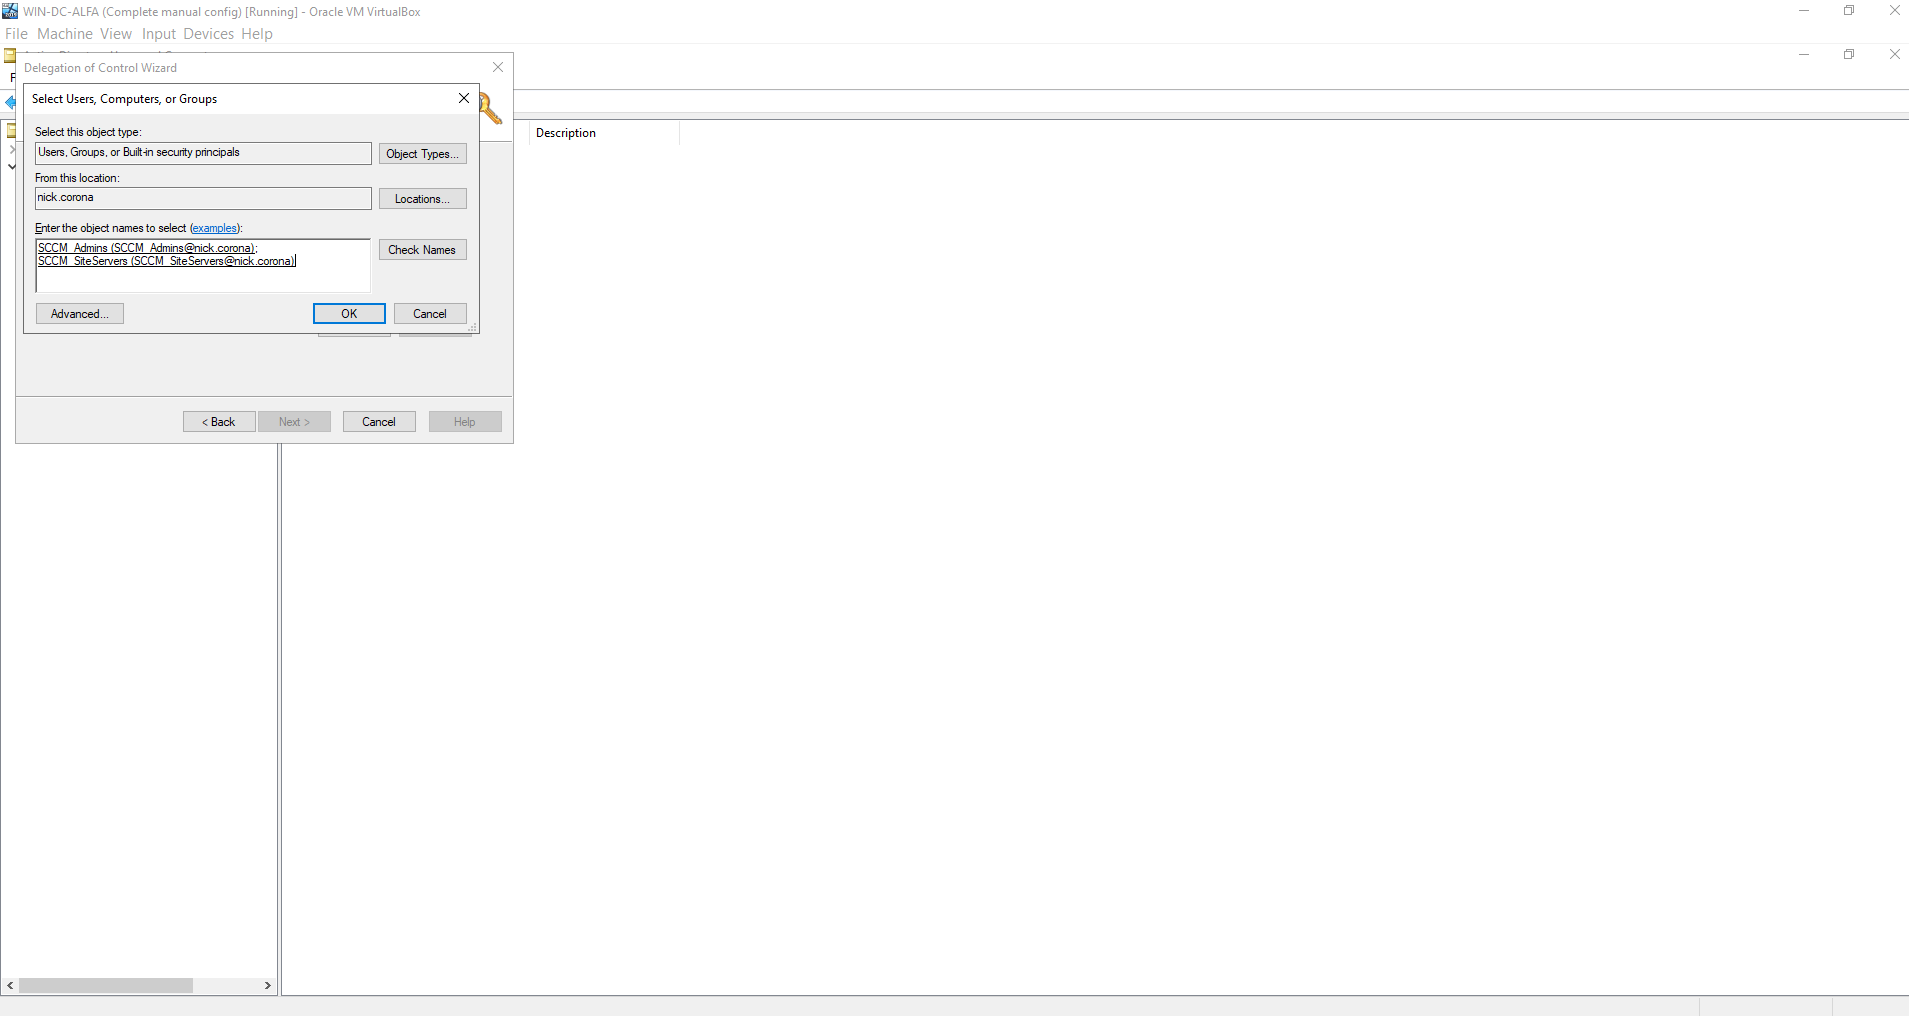 WIN-DC-ALFA (Complete manual config) [Running] - Oracle VM VirtualBox
File Machine View Input Devices Help
Delegation of Control Wizard
Select Users, Computers, or Groups
Select this object type:
Users, Groups, or Built-in security principals
Object Types...
From this location:
nick.corona
Locations...
Enter the object names to select (examples):
SCCM_Admins (SCCM_Admins@nick.corona);
SCCM_SiteServers (SCCM_SiteServers@nick.corona)
Check Names
Advanced...
OK
Cancel
< Back
Next >
Cancel
Help
Description